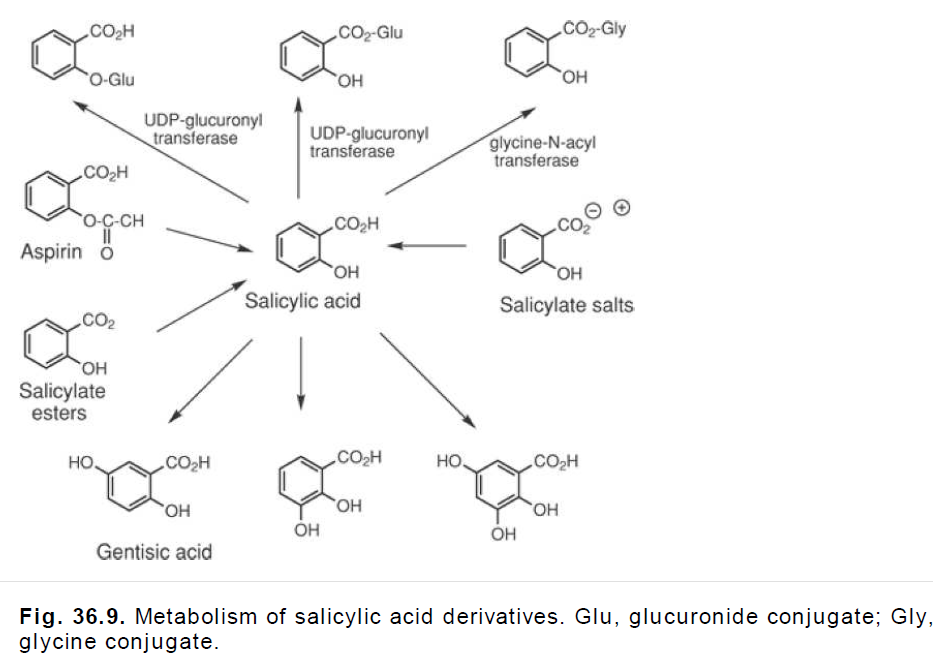 CO₂H
O-Glu
CO₂-Glu
OH
CO₂-Gly
OH
UDP-glucuronyl
transferase
UDP-glucuronyl
transferase
glycine-N-acyl
transferase
CO₂H
O-C-CH
O
Aspirin
CO₂H
OH
Salicylic acid
CO₂ ⊖ ⊕
OH
Salicylate salts
CO₂
OH
Salicylate
esters
HO
CO₂H
OH
Gentisic acid
CO₂H
OH
OH
HO
CO₂H
OH
OH
Fig. 36.9. Metabolism of salicylic acid derivatives. Glu, glucuronide conjugate; Gly,
glycine conjugate.